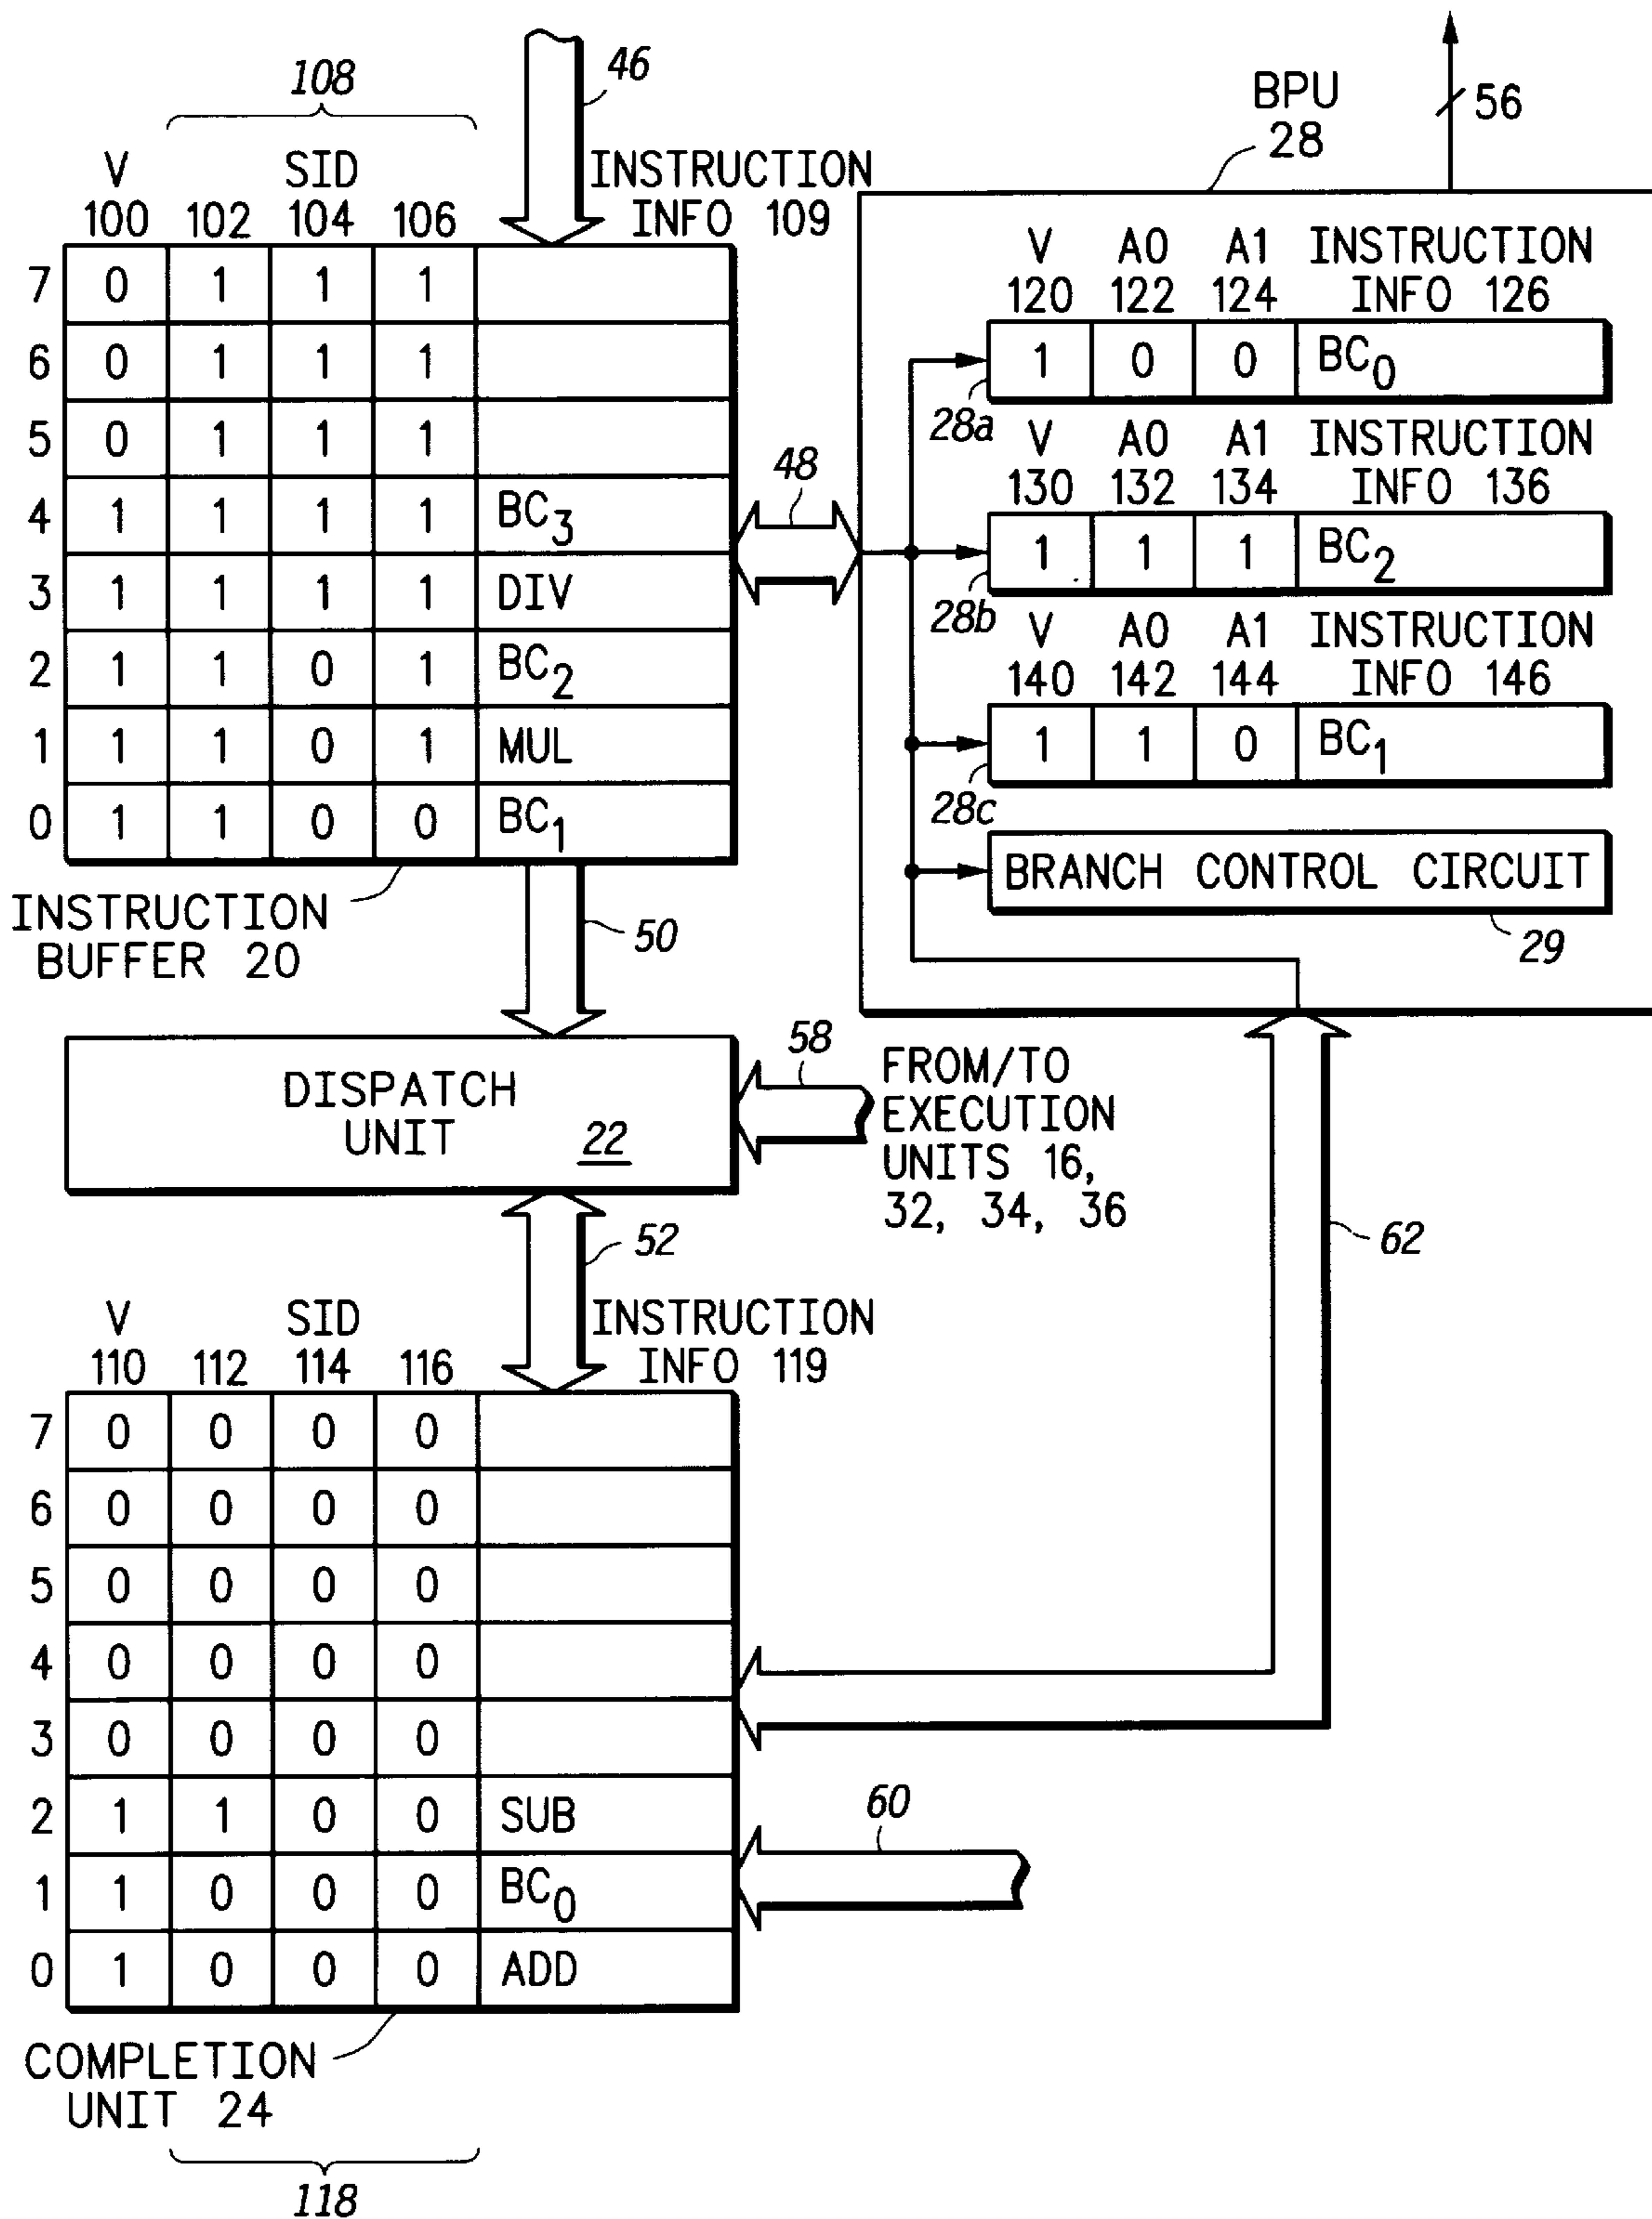 108
46
V SID INSTRUCTION
100 102 104 106 INFO 109
7 0 1 1 1
6 0 1 1 1
5 0 1 1 1
4 1 1 1 1 BC3
3 1 1 1 1 DIV
2 1 1 0 1 BC2
1 1 1 0 1 MUL
0 1 1 0 0 BC1
INSTRUCTION
BUFFER 20
48
50
BPU
28
56
V A0 A1 INSTRUCTION
120 122 124 INFO 126
1 0 0 BC0
28a
V A0 A1 INSTRUCTION
130 132 134 INFO 136
1 1 1 BC2
28b
V A0 A1 INSTRUCTION
140 142 144 INFO 146
1 1 0 BC1
28c
BRANCH CONTROL CIRCUIT
29
DISPATCH
UNIT 22
58
FROM/TO
EXECUTION
UNITS 16,
32, 34, 36
52
62
V SID INSTRUCTION
110 112 114 116 INFO 119
7 0 0 0 0
6 0 0 0 0
5 0 0 0 0
4 0 0 0 0
3 0 0 0 0
2 1 1 0 0 SUB
1 1 0 0 0 BC0
0 1 0 0 0 ADD
60
COMPLETION
UNIT 24
118